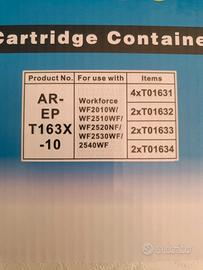 Cartridge Containe
Product No. For use with Items
AR-
EP
T163X
-10
Workforce
WF2010W/
WF2510WF/
WF2520NF/
WF2530WF/
2540WF
4xT01631
2xT01632
2xT01633
2xT01634
subito